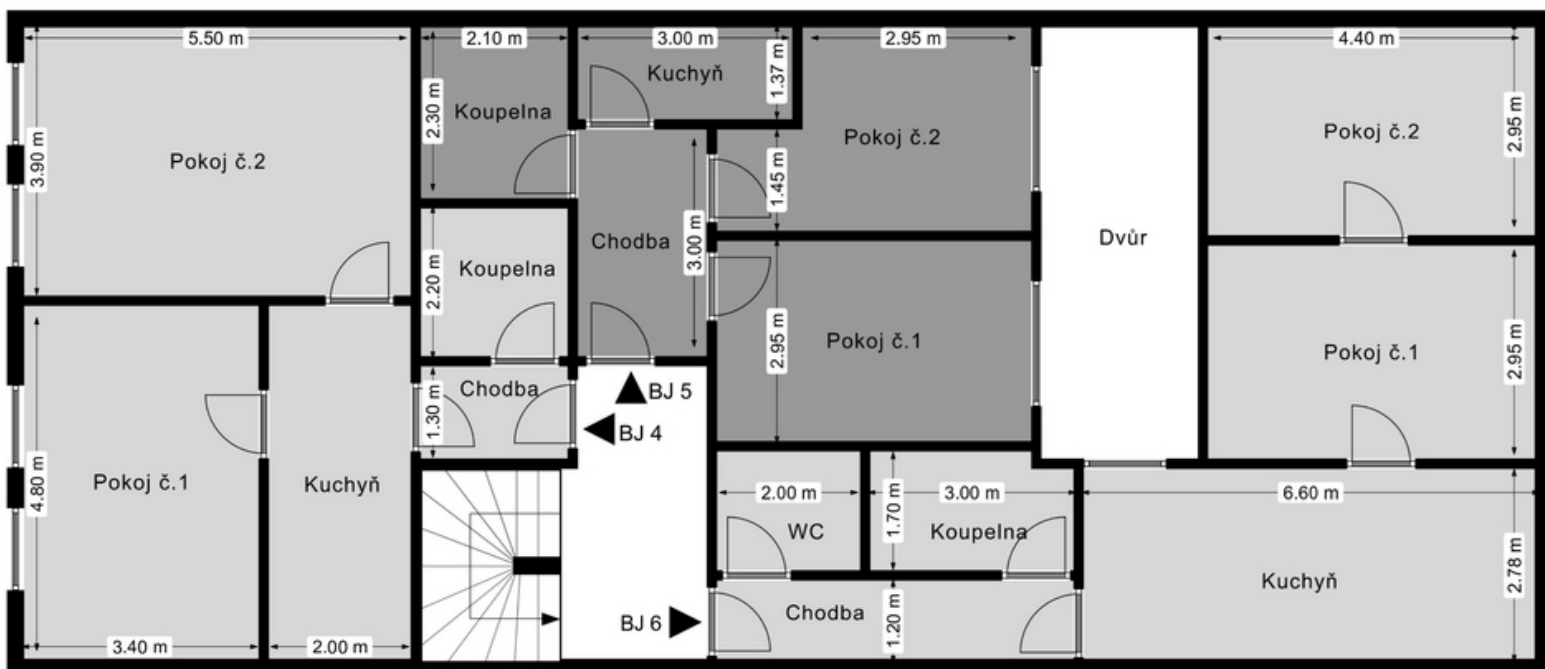 5.50 m
2.10 m
3.00 m
2.95 m
4.40 m
Kuchyň
1.37 m
Koupelna
2.30 m
Pokoj č.2
3.90 m
Pokoj č.2
1.45 m
Pokoj č.2
2.95 m
Chodba
3.00 m
Dvůr
Koupelna
2.20 m
Pokoj č.1
2.95 m
Pokoj č.1
2.95 m
Chodba
1.30 m
BJ 5
BJ 4
Pokoj č.1
4.80 m
Kuchyň
2.00 m
3.00 m
6.60 m
WC
1.70 m
Koupelna
Kuchyň
2.78 m
BJ 6
Chodba
1.20 m
3.40 m
2.00 m